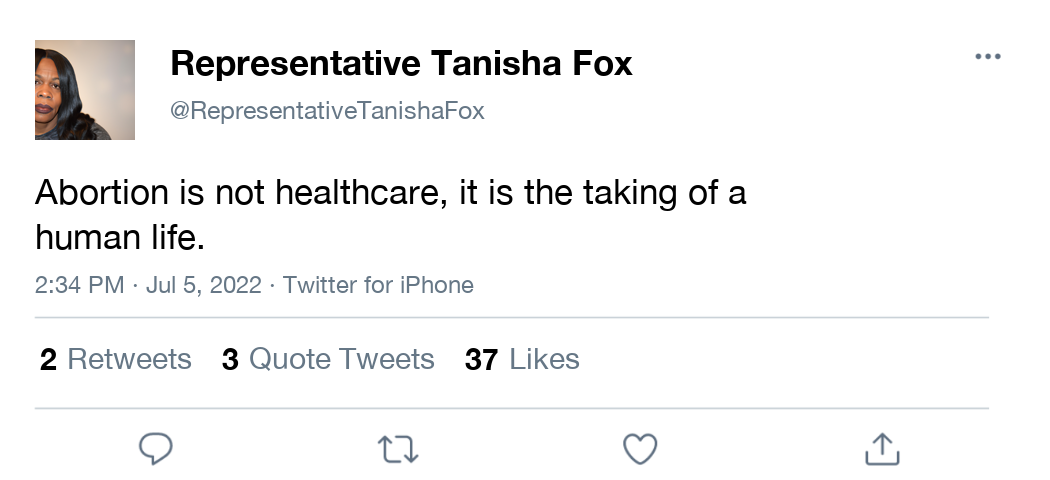 Representative Tanisha Fox
@RepresentativeTanishaFox
Abortion is not healthcare, it is the taking of a
human life.
2:34 PM · Jul 5, 2022 · Twitter for iPhone
2 Retweets 3 Quote Tweets 37 Likes